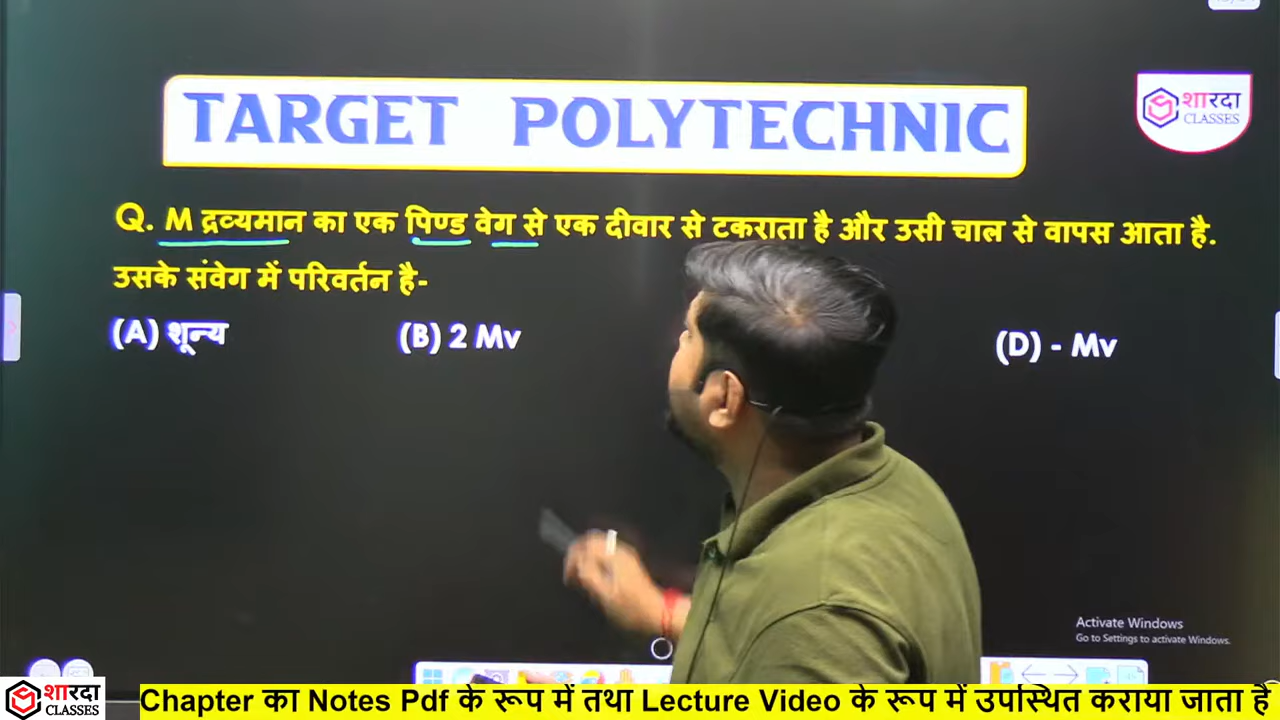 TARGET POLYTECHNIC
शारदा
CLASSES
Q. M द्रव्यमान का एक पिण्ड वेग से एक दीवार से टकराता है और उसी चाल से वापस आता है.
उसके संवेग में परिवर्तन है-
(A) शून्य (B) 2 Mv (D) - Mv
Activate Windows
Go to Settings to activate Windows.
शारदा
CLASSES
Chapter का Notes Pdf के रूप में तथा Lecture Video के रूप में उपस्थित कराया जाता है